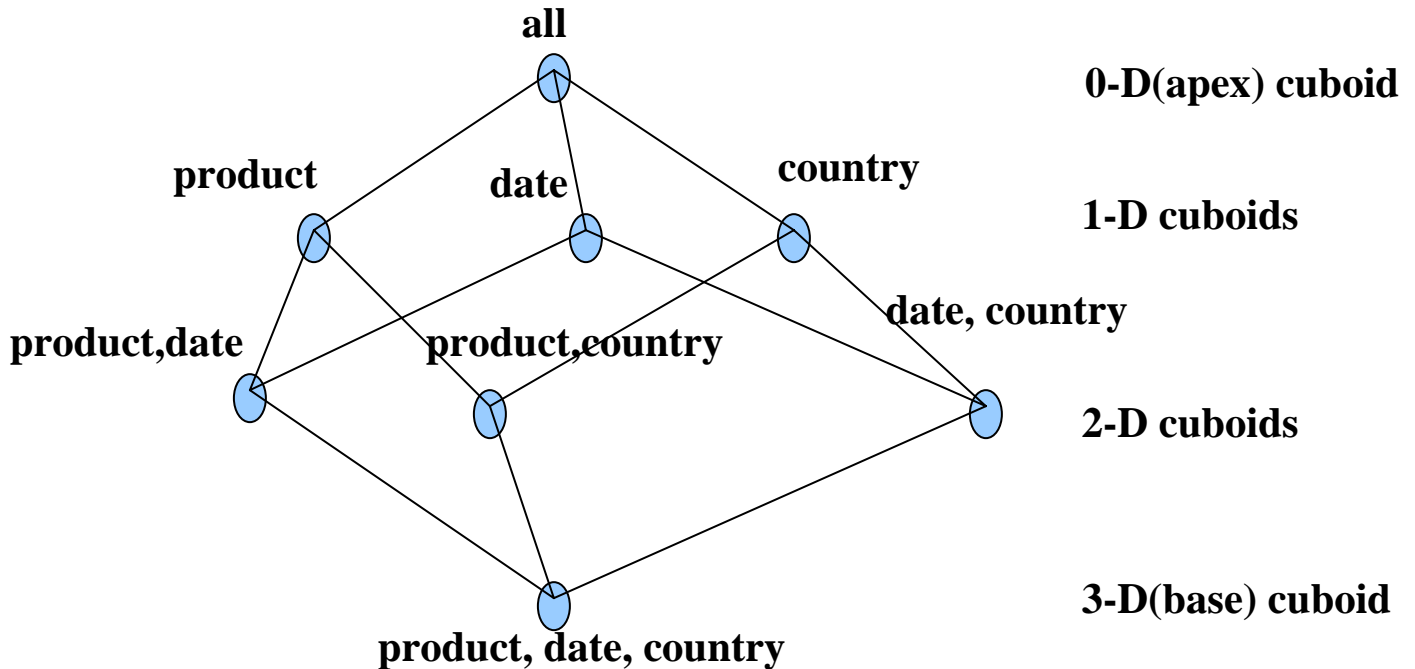 all
0-D(apex) cuboid
product
date
country
1-D cuboids
product,date
product,country
date, country
2-D cuboids
3-D(base) cuboid
product, date, country